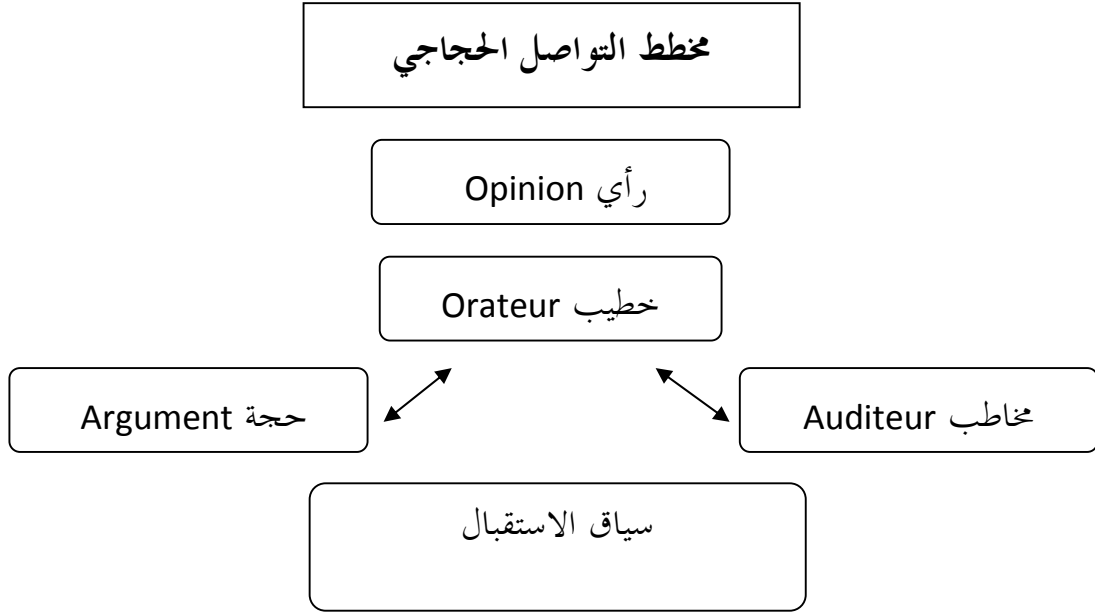 مخطط التواصل الحجاجي
رأي Opinion
خطيب Orateur
مخاطب Auditeur
حجة Argument
سياق الاستقبال